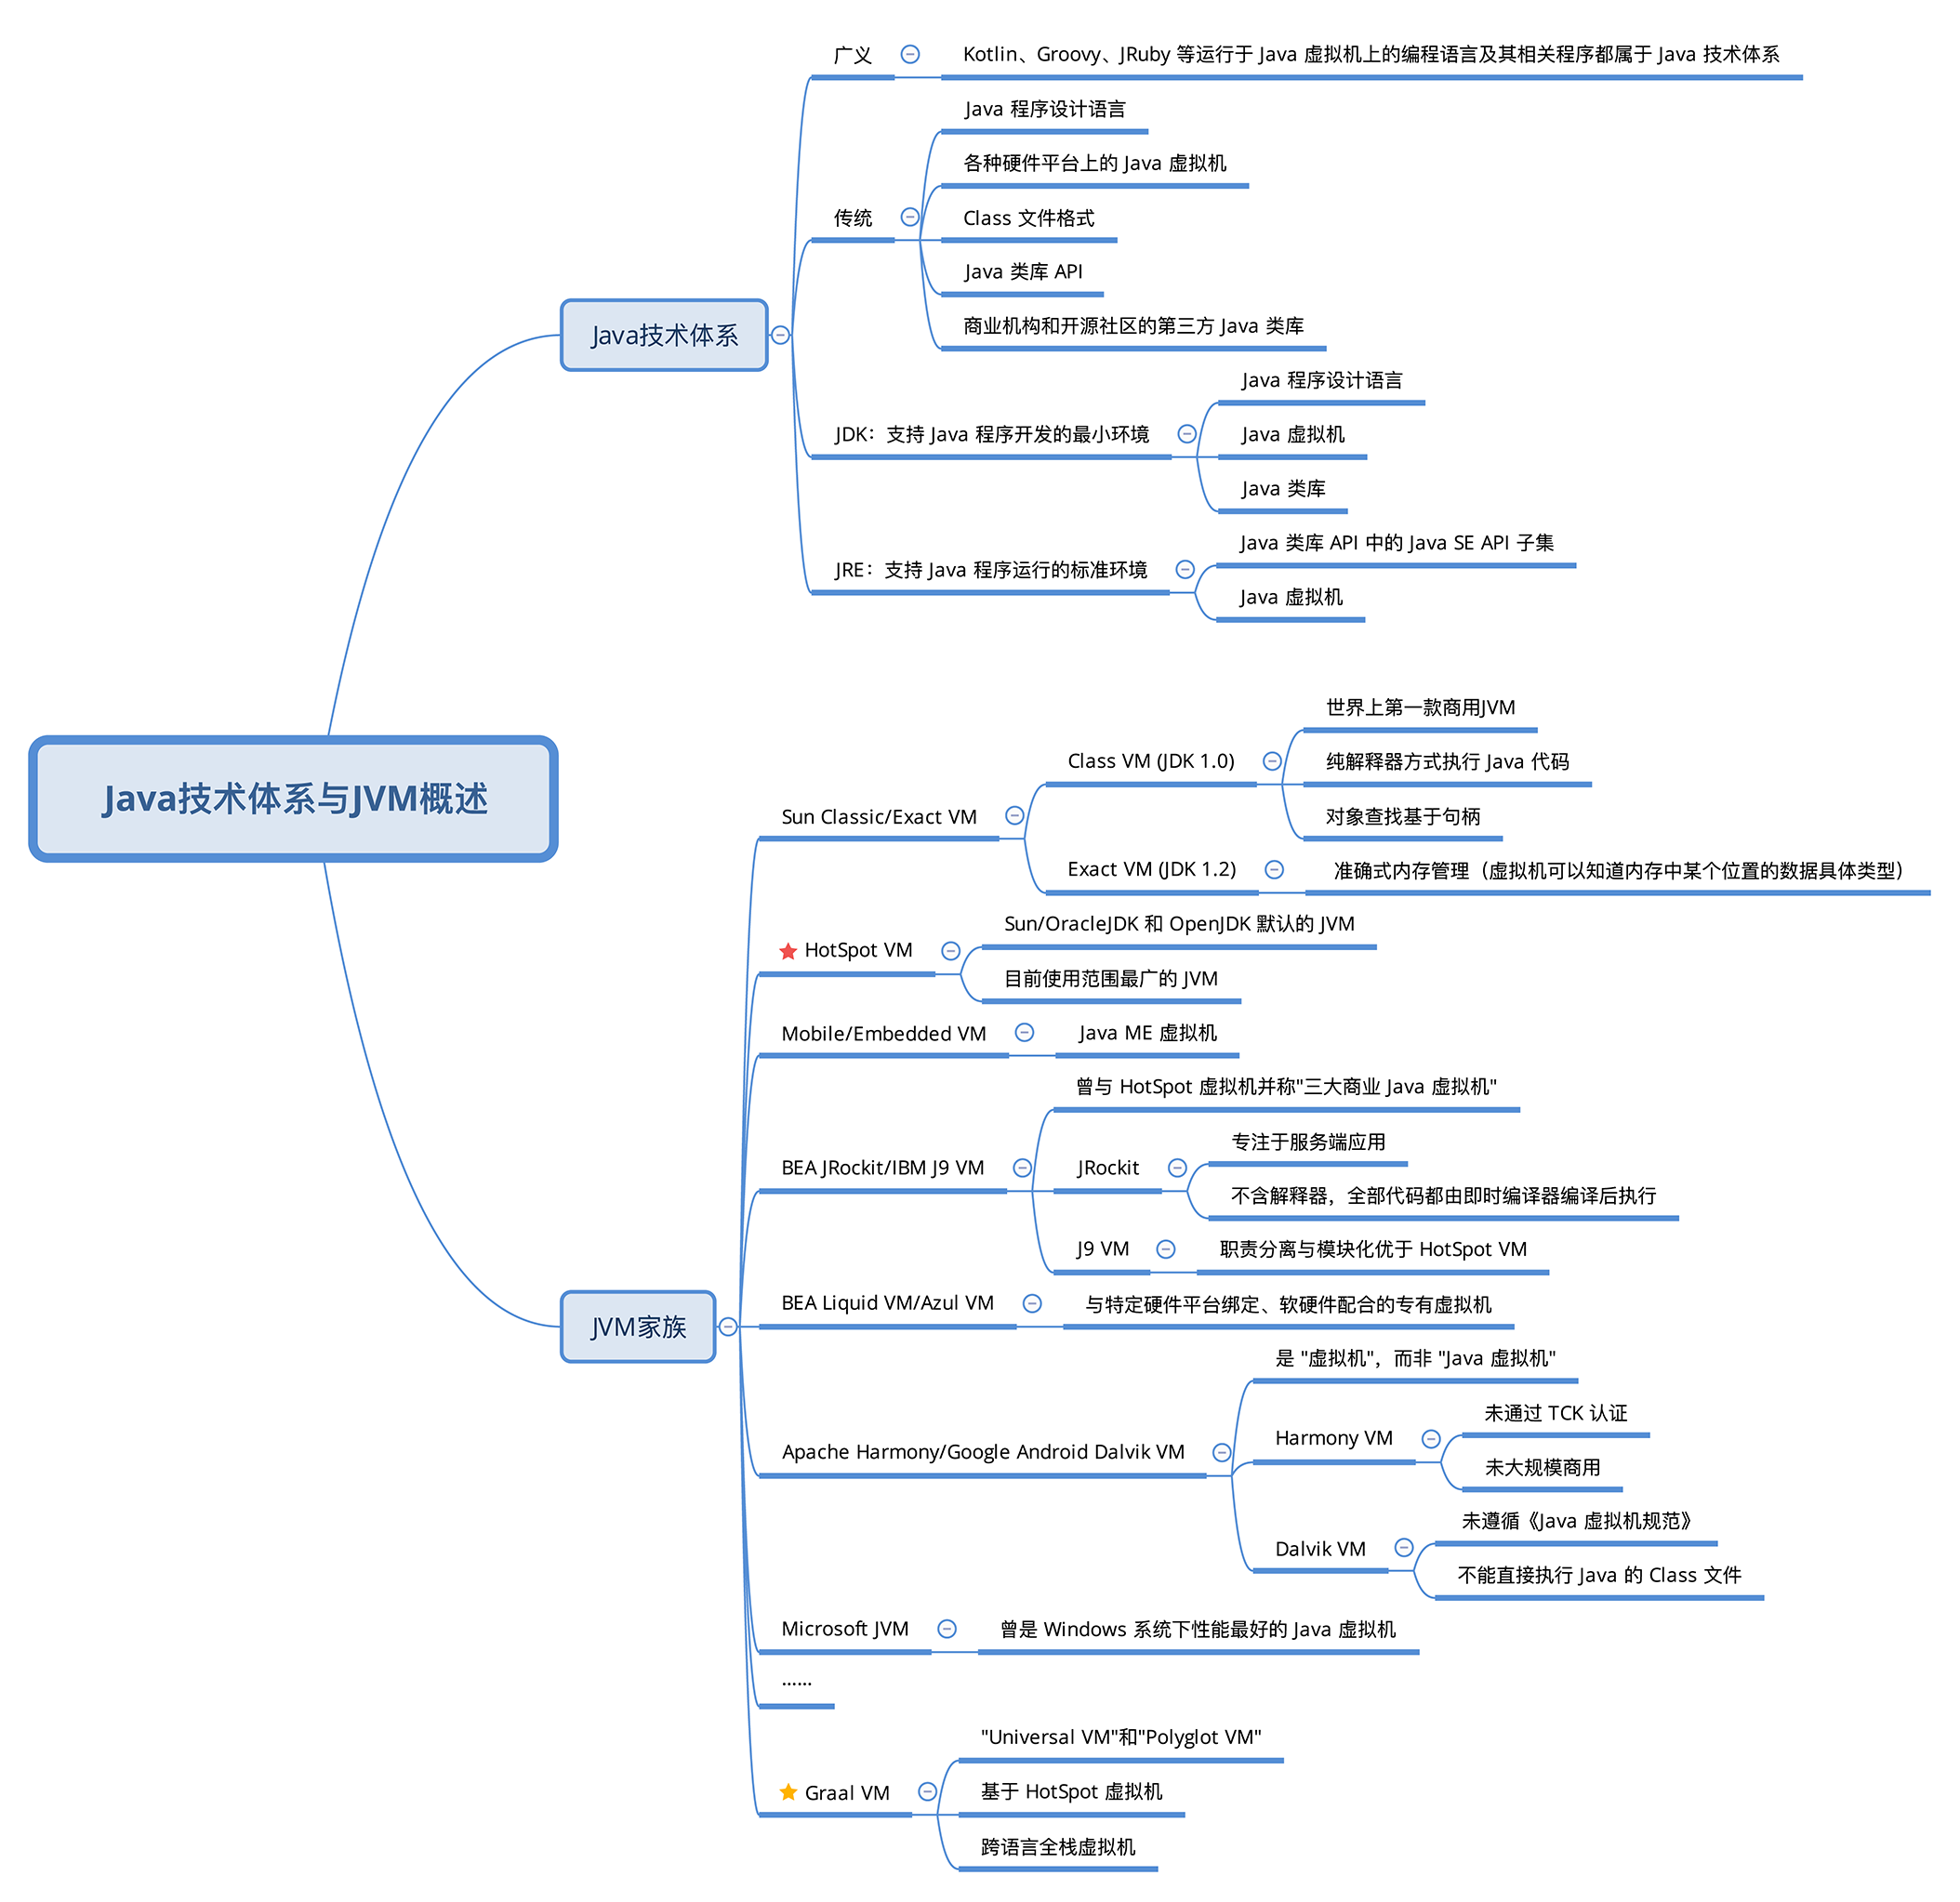 广义
Kotlin、Groovy、JRuby 等运行于 Java 虚拟机上的编程语言及其相关程序都属于 Java 技术体系
Java 程序设计语言
各种硬件平台上的 Java 虚拟机
传统
Class 文件格式
Java 类库 API
商业机构和开源社区的第三方 Java 类库
Java技术体系
Java 程序设计语言
JDK：支持 Java 程序开发的最小环境
Java 虚拟机
Java 类库
Java 类库 API 中的 Java SE API 子集
JRE：支持 Java 程序运行的标准环境
Java 虚拟机
Java技术体系与JVM概述
世界上第一款商用JVM
Class VM (JDK 1.0)
纯解释器方式执行 Java 代码
Sun Classic/Exact VM
对象查找基于句柄
Exact VM (JDK 1.2)
准确式内存管理（虚拟机可以知道内存中某个位置的数据具体类型）
Sun/OracleJDK 和 OpenJDK 默认的 JVM
HotSpot VM
目前使用范围最广的 JVM
Mobile/Embedded VM
Java ME 虚拟机
曾与 HotSpot 虚拟机并称"三大商业 Java 虚拟机"
专注于服务端应用
BEA JRockit/IBM J9 VM
JRockit
不含解释器，全部代码都由即时编译器编译后执行
J9 VM
职责分离与模块化优于 HotSpot VM
BEA Liquid VM/Azul VM
与特定硬件平台绑定、软硬件配合的专有虚拟机
JVM家族
是 "虚拟机"，而非 "Java 虚拟机"
未通过 TCK 认证
Harmony VM
Apache Harmony/Google Android Dalvik VM
未大规模商用
未遵循《Java 虚拟机规范》
Dalvik VM
不能直接执行 Java 的 Class 文件
Microsoft JVM
曾是 Windows 系统下性能最好的 Java 虚拟机
……
"Universal VM"和"Polyglot VM"
Graal VM
基于 HotSpot 虚拟机
跨语言全栈虚拟机